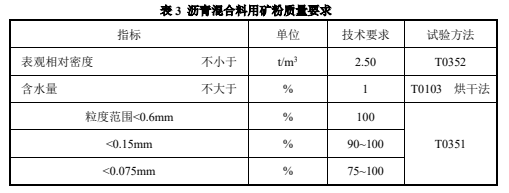 表 3 沥青混合料用矿粉质量要求
指标 单位 技术要求 试验方法
表观相对密度 不小于 t/m³ 2.50 T0352
含水量 不大于 % 1 T0103 烘干法
粒度范围<0.6mm % 100
<0.15mm % 90~100 T0351
<0.075mm % 75~100